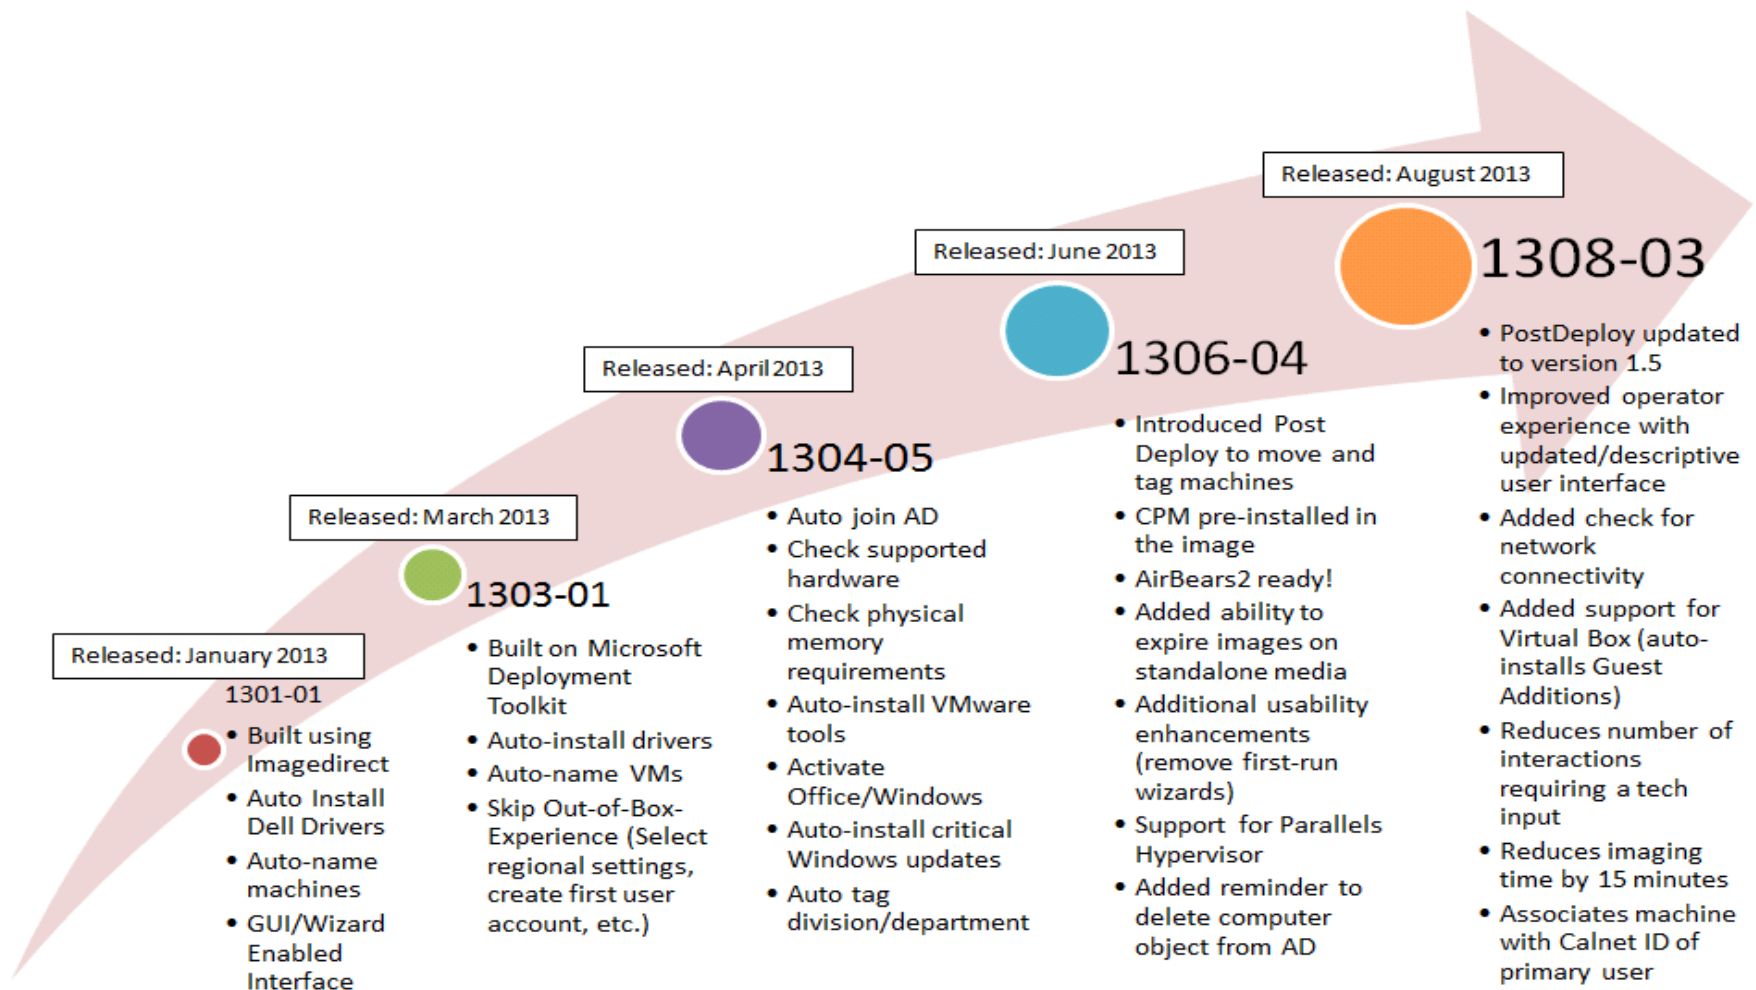 Released: January 2013
1301-01
• Built using
Imagedirect
• Auto Install
Dell Drivers
• Auto-name
machines
• GUI/Wizard
Enabled
Interface
Released: March 2013
1303-01
• Built on Microsoft
Deployment
Toolkit
• Auto-install drivers
• Auto-name VMs
• Skip Out-of-Box-
Experience (Select
regional settings,
create first user
account, etc.)
Released: April 2013
1304-05
• Auto join AD
• Check supported
hardware
• Check physical
memory
requirements
• Auto-install VMware
tools
• Activate
Office/Windows
• Auto-install critical
Windows updates
• Auto tag
division/department
Released: June 2013
1306-04
• Introduced Post
Deploy to move and
tag machines
• CPM pre-installed in
the image
• AirBears2 ready!
• Added ability to
expire images on
standalone media
• Additional usability
enhancements
(remove first-run
wizards)
• Support for Parallels
Hypervisor
• Added reminder to
delete computer
object from AD
Released: August 2013
1308-03
• PostDeploy updated
to version 1.5
• Improved operator
experience with
updated/descriptive
user interface
• Added check for
network
connectivity
• Added support for
Virtual Box (auto-
installs Guest
Additions)
• Reduces number of
interactions
requiring a tech
input
• Reduces imaging
time by 15 minutes
• Associates machine
with Calnet ID of
primary user